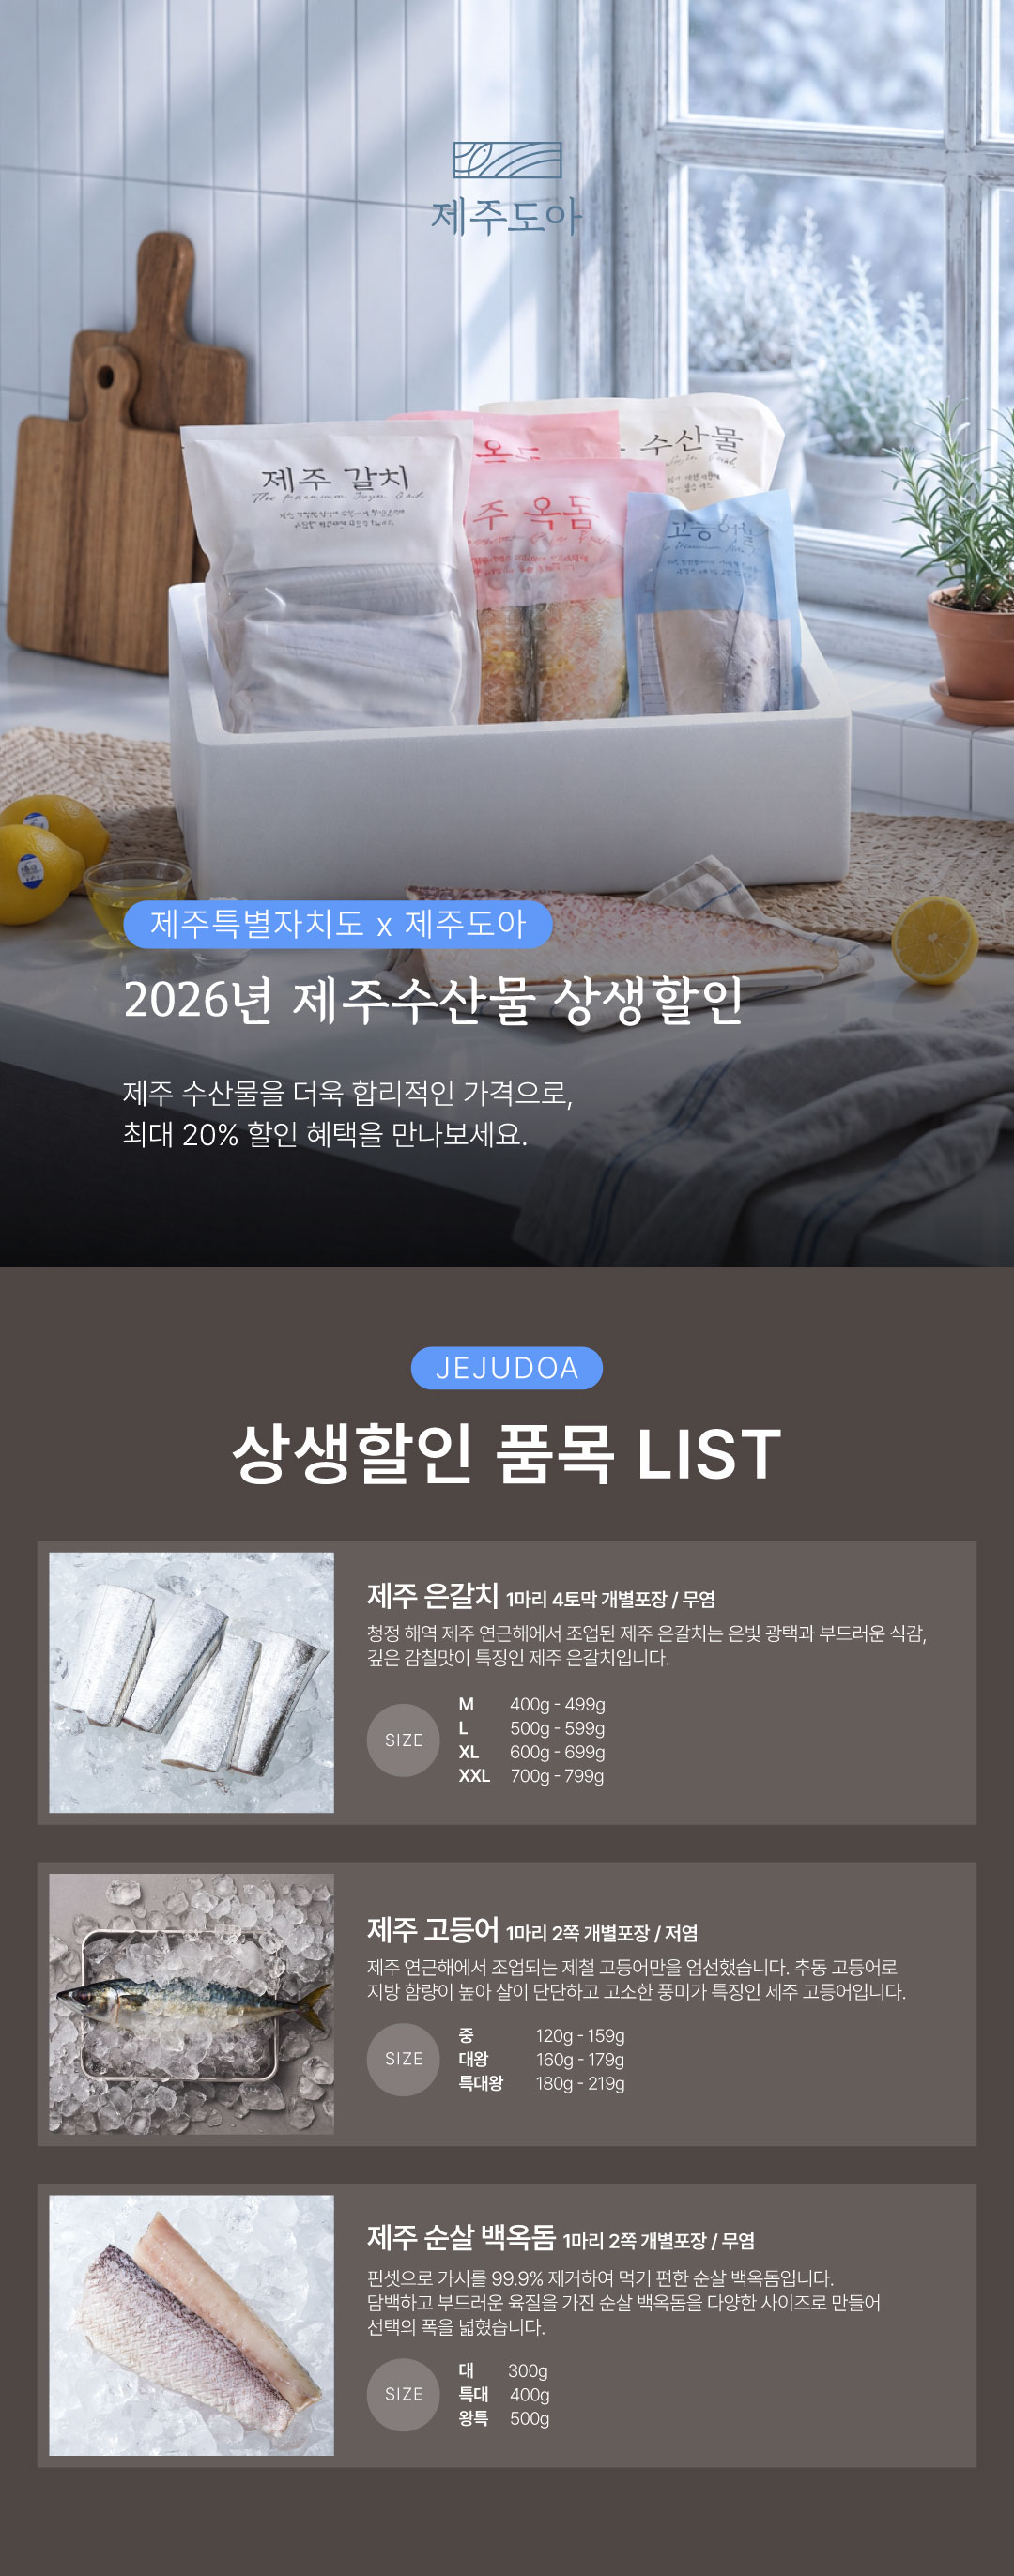 제주도아
제주 갈치
옥돔
수산물
주 옥돔
고등어살
제주특별자치도 x 제주도아
2026년 제주수산물 상생할인
제주 수산물을 더욱 합리적인 가격으로,
최대 20% 할인 혜택을 만나보세요.
JEJUDOA
상생할인 품목 LIST
제주 은갈치 1마리 4토막 개별포장 / 무염
청정 해역 제주 연근해에서 조업된 제주 은갈치는 은빛 광택과 부드러운 식감,
깊은 감칠맛이 특징인 제주 은갈치입니다.
SIZE
M 400g - 499g
L 500g - 599g
XL 600g - 699g
XXL 700g - 799g
제주 고등어 1마리 2쪽 개별포장 / 저염
제주 연근해에서 조업되는 제철 고등어만을 엄선했습니다. 추동 고등어로
지방 함량이 높아 살이 단단하고 고소한 풍미가 특징인 제주 고등어입니다.
SIZE
중 120g - 159g
대왕 160g - 179g
특대왕 180g - 219g
제주 순살 백옥돔 1마리 2쪽 개별포장 / 무염
핀셋으로 가시를 99.9% 제거하여 먹기 편한 순살 백옥돔입니다.
담백하고 부드러운 육질을 가진 순살 백옥돔을 다양한 사이즈로 만들어
선택의 폭을 넓혔습니다.
SIZE
대 300g
특대 400g
왕특 500g